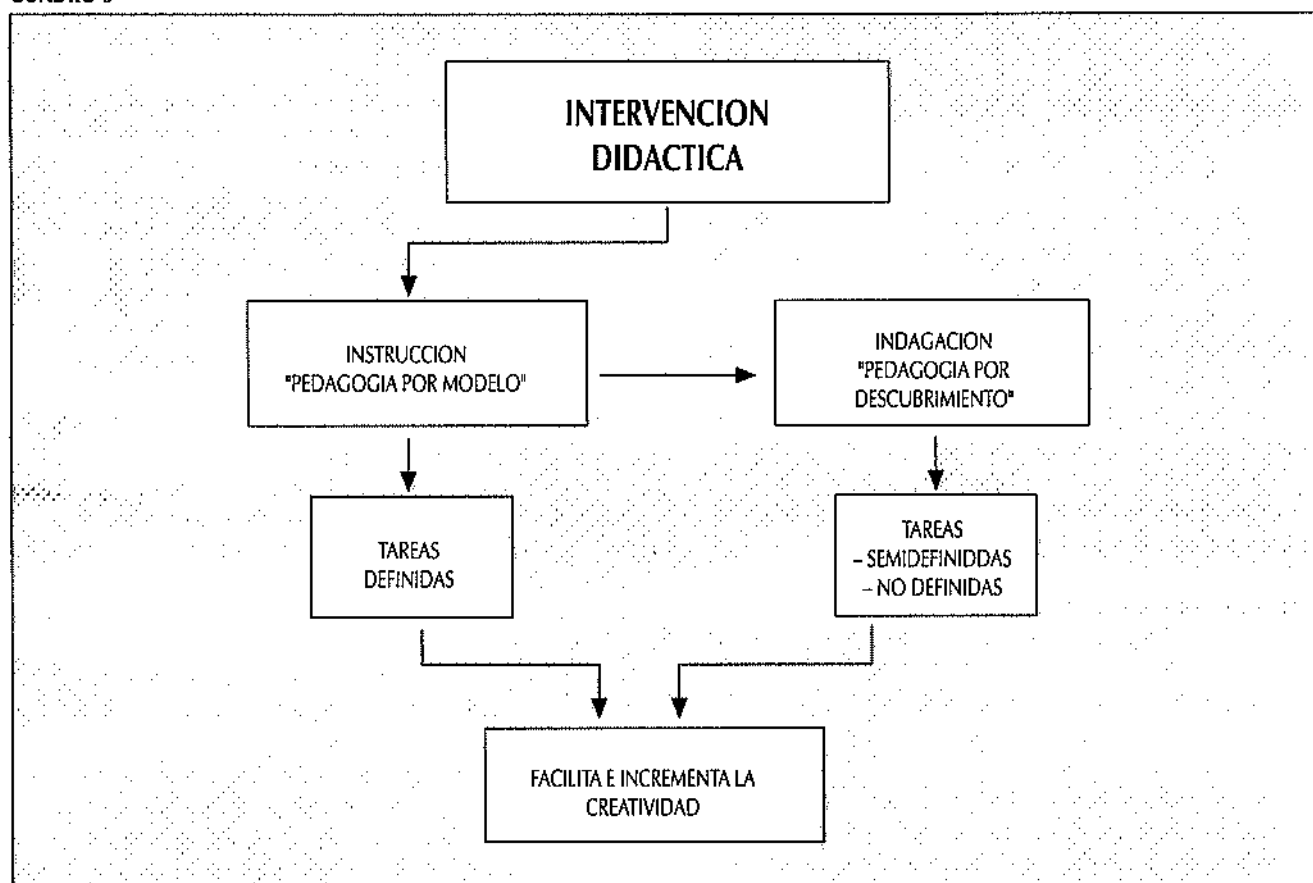 INTERVENCION
DIDACTICA
INSTRUCCION
"PEDAGOGIA POR MODELO"
INDAGACION
"PEDAGOGIA POR
DESCUBRIMIENTO"
TAREAS
DEFINIDAS
TAREAS
– SEMIDEFINIDDAS
– NO DEFINIDAS
FACILITA E INCREMENTA LA
CREATIVIDAD